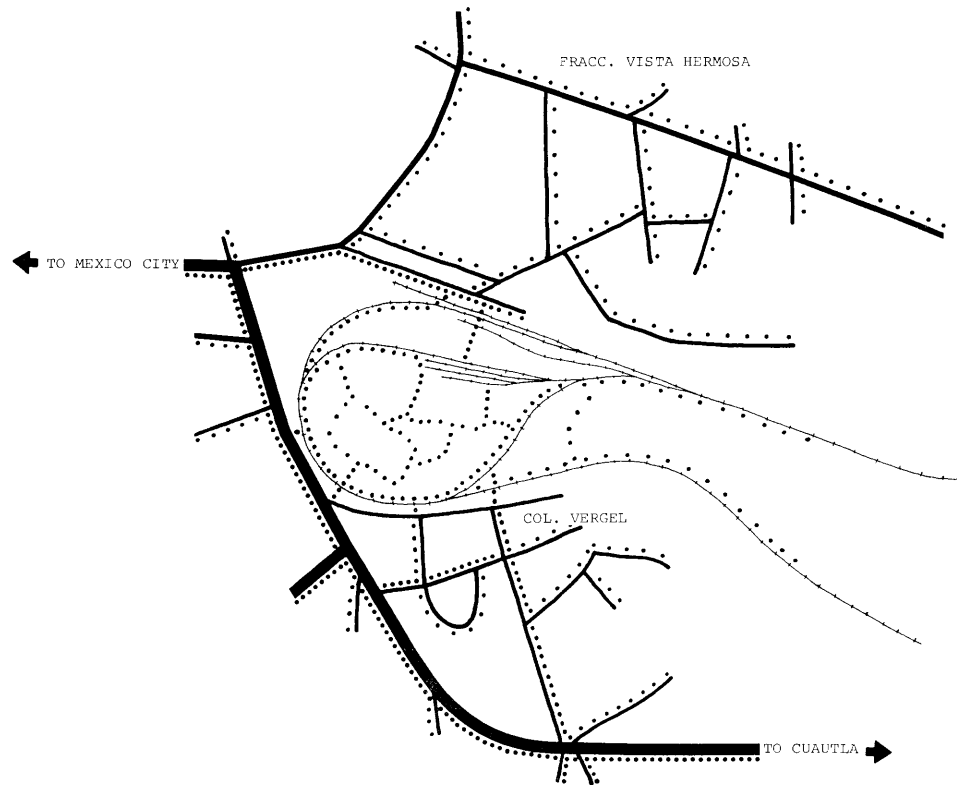 FRACC. VISTA HERMOSA
TO MEXICO CITY
COL. VERGEL
TO CUAUTLA